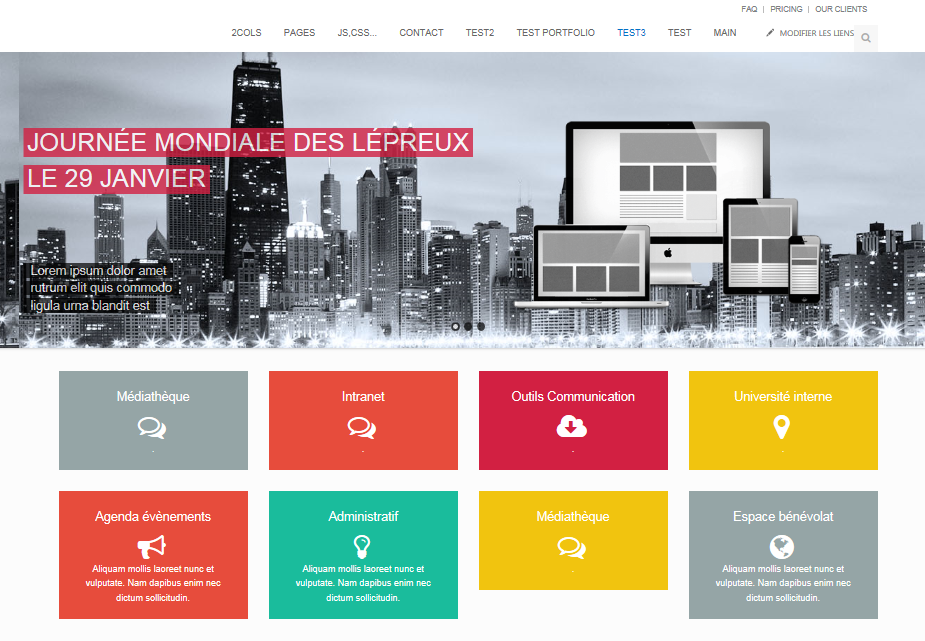 FAQ | PRICING | OUR CLIENTS
2COLS PAGES JS,CSS... CONTACT TEST2 TEST PORTFOLIO TEST3 TEST MAIN MODIFIER LES LIENS
JOURNÉE MONDIALE DES LÉPREUX
LE 29 JANVIER
Lorem ipsum dolor amet
rutrum elit quis commodo
ligula urna blandit est
Médiathèque
.
Intranet
.
Outils Communication
.
Université interne
.
Agenda évènements
Aliquam mollis laoreet nunc et
vulputate. Nam dapibus enim nec
dictum sollicitudin.
Administratif
Aliquam mollis laoreet nunc et
vulputate. Nam dapibus enim nec
dictum sollicitudin.
Médiathèque
.
Espace bénévolat
Aliquam mollis laoreet nunc et
vulputate. Nam dapibus enim nec
dictum sollicitudin.